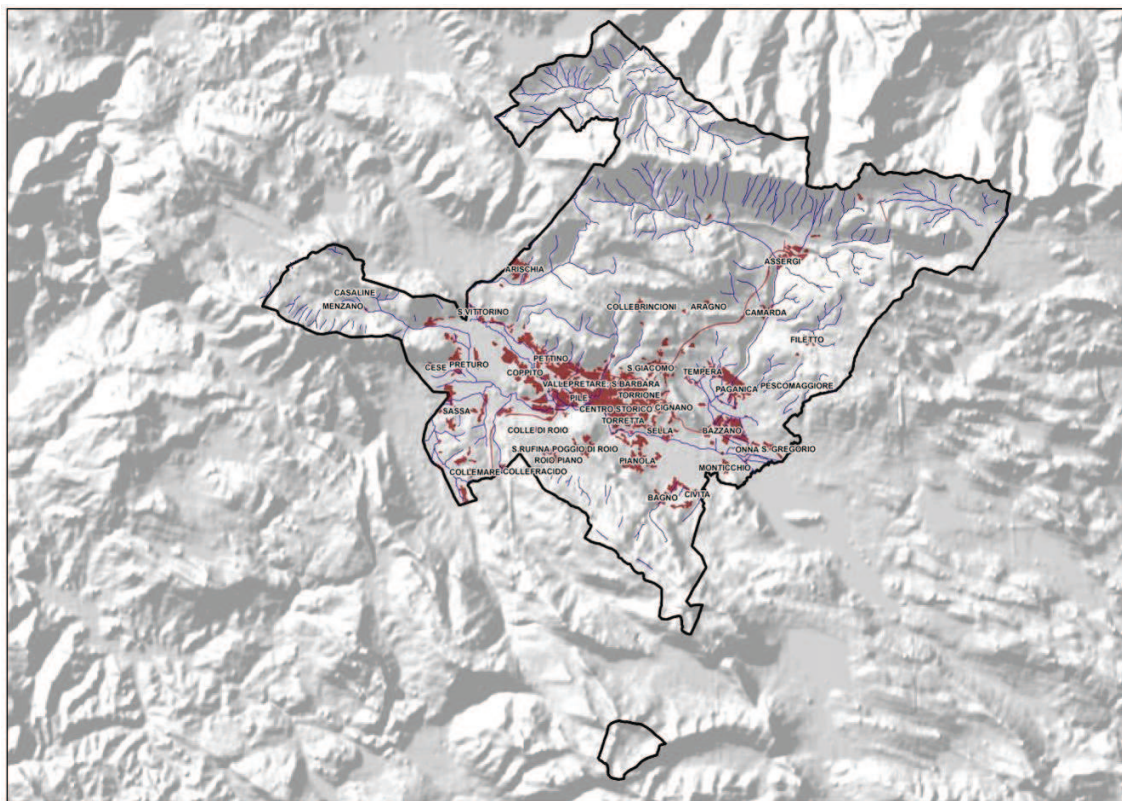 ASSERGI
ARISCHIA
CASALINE
MENZANO
COLLEBRINCIONI
ARAGNO
CAMARDA
S.VITTORINO
FILETTO
PETTINO
CESE
PRETURO
COPPITO
S.GIACOMO
TEMPERA
VALLEPRETARE
S.BARBARA
PAGANICA
PESCOMAGGIORE
PILE
TORRIONE
SASSA
CENTRO STORICO
CIGNANO
TORRETTA
COLLE DI ROIO
SELLA
BAZZANO
S.RUFINA
POGGIO DI ROIO
ONNA
S. GREGORIO
ROIO PIANO
PIANOLA
COLLEMARE
COLLEFRACIDO
MONTICCHIO
BAGNO
CIVITA